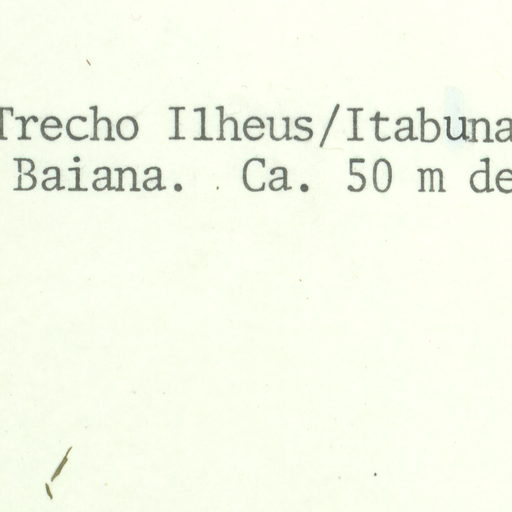 Trecho Ilheus/Itabuna
Baiana. Ca. 50 m de